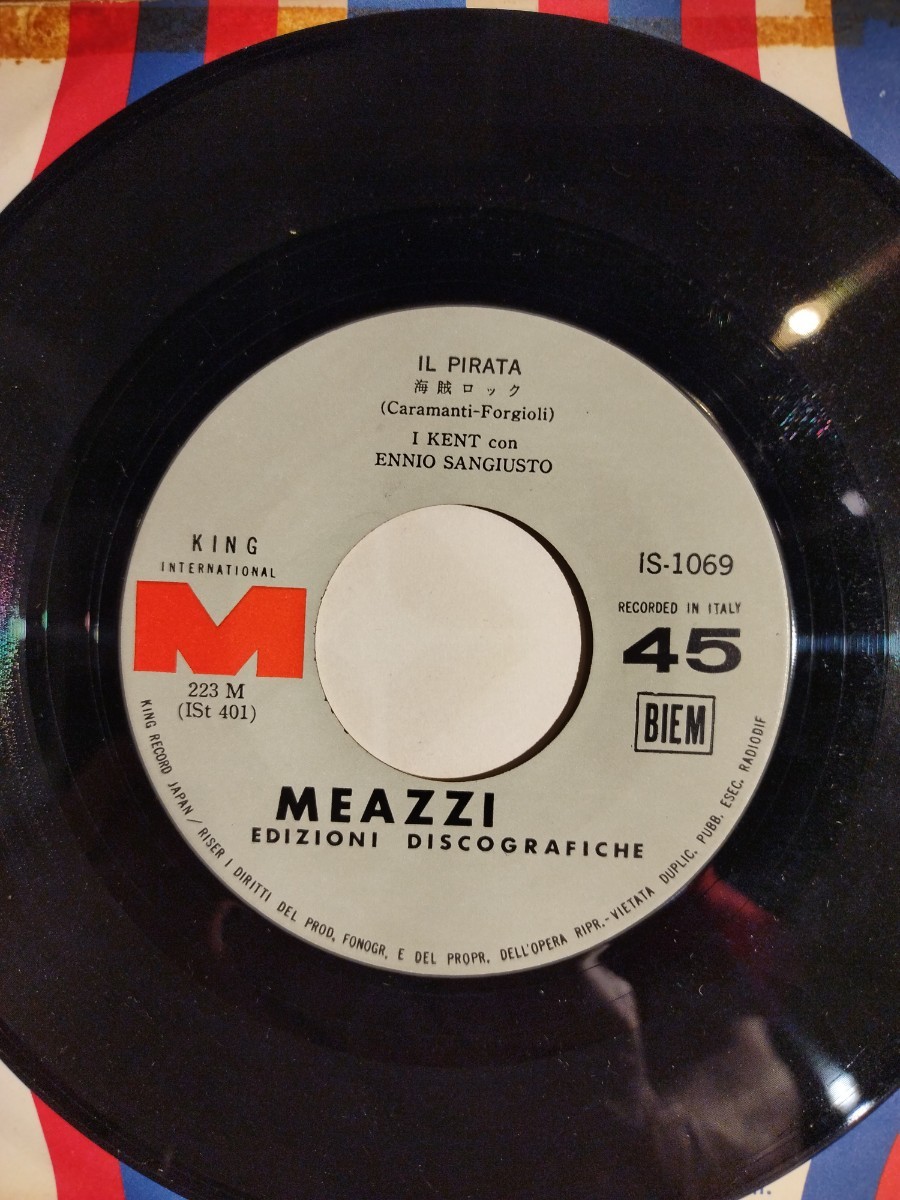 IL PIRATA
海賊ロック
(Caramanti-Forgioli)
I KENT con
ENNIO SANGIUSTO
KING
INTERNATIONAL
M
223 M
(ISt 401)
IS-1069
RECORDED IN ITALY
45
BIEM
MEAZZI
EDIZIONI DISCOGRAFICHE
KING RECORD JAPAN / RISER I DIRITTI DEL PROD, FONOGR, E DEL PROPR, DELL'OPERA RIPR.-VIETATA DUPLIC, PUBB, ESEC, RADIODIF